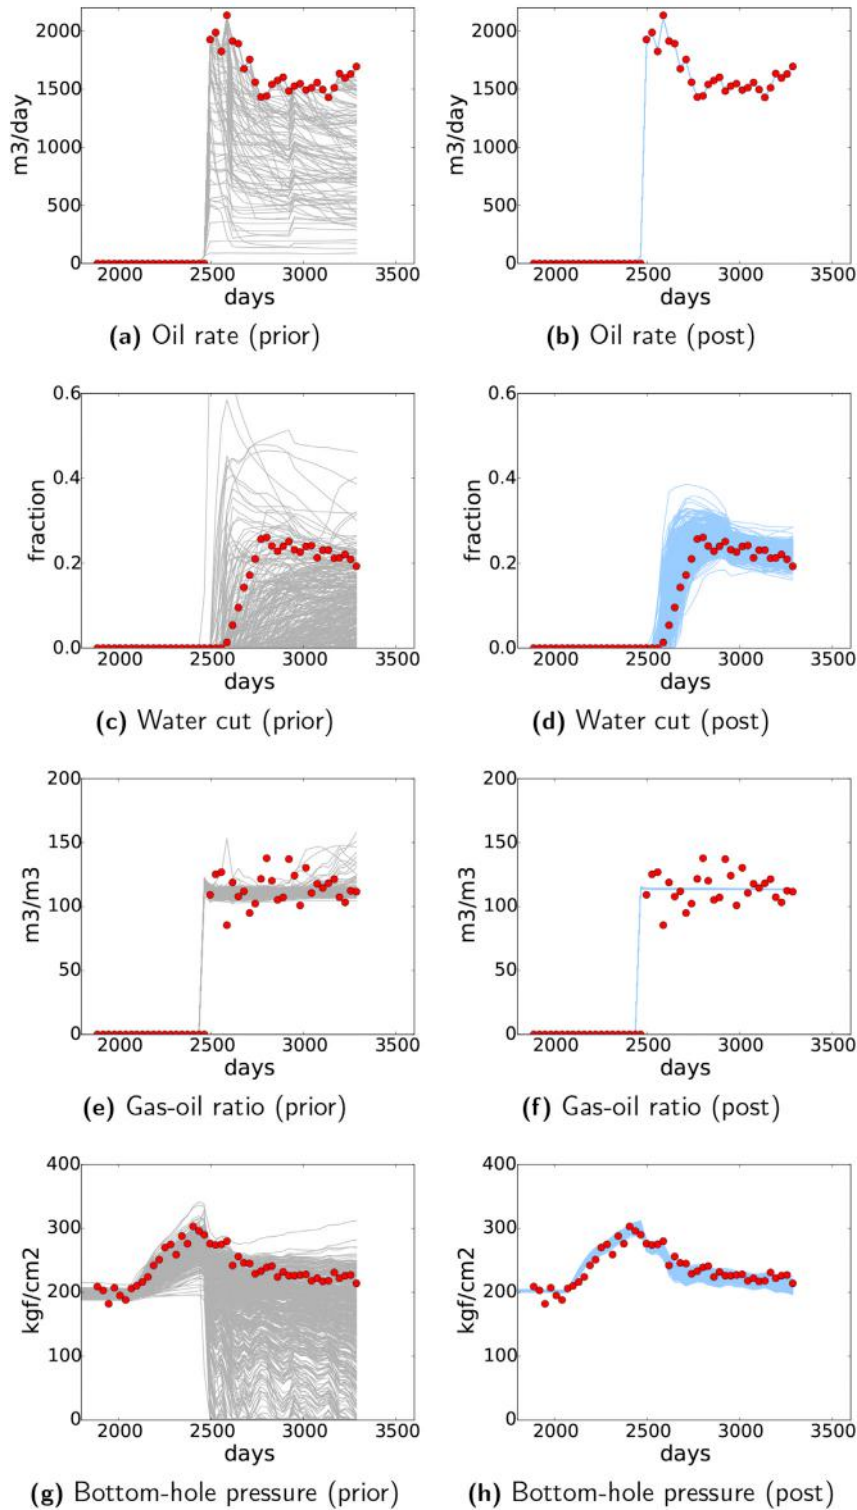 2000
1500
1000
500
0
m3/day
2000 2500 3000 3500
days
(a) Oil rate (prior)
2000
1500
1000
500
0
m3/day
2000 2500 3000 3500
days
(b) Oil rate (post)
0.6
0.4
0.2
0.0
fraction
2000 2500 3000 3500
days
(c) Water cut (prior)
0.6
0.4
0.2
0.0
fraction
2000 2500 3000 3500
days
(d) Water cut (post)
200
150
100
50
0
m3/m3
2000 2500 3000 3500
days
(e) Gas-oil ratio (prior)
200
150
100
50
0
m3/m3
2000 2500 3000 3500
days
(f) Gas-oil ratio (post)
400
300
200
100
0
kgf/cm2
2000 2500 3000 3500
days
(g) Bottom-hole pressure (prior)
400
300
200
100
0
kgf/cm2
2000 2500 3000 3500
days
(h) Bottom-hole pressure (post)